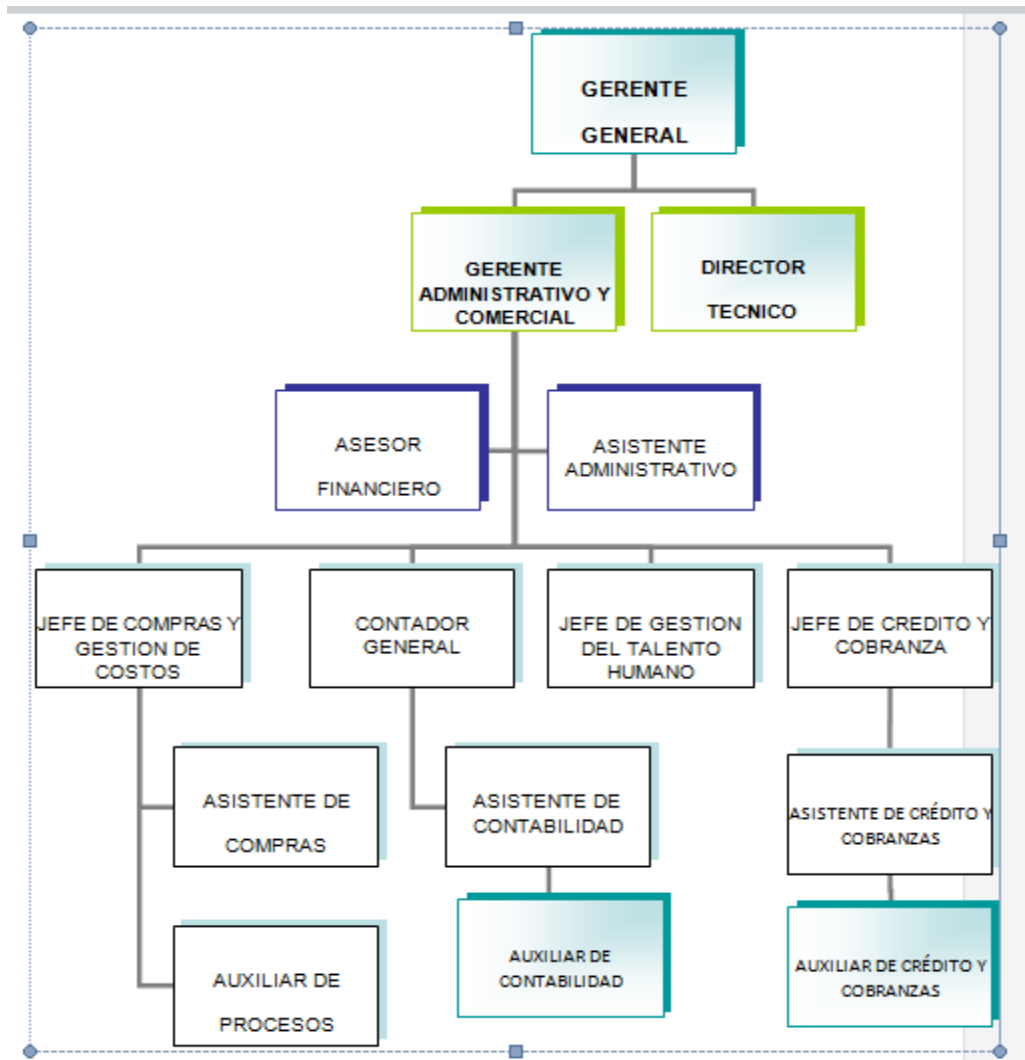 GERENTE
GENERAL
GERENTE
ADMINISTRATIVO Y
COMERCIAL
DIRECTOR
TECNICO
ASESOR
FINANCIERO
ASISTENTE
ADMINISTRATIVO
JEFE DE COMPRAS Y
GESTION DE
COSTOS
CONTADOR
GENERAL
JEFE DE GESTION
DEL TALENTO
HUMANO
JEFE DE CREDITO Y
COBRANZA
ASISTENTE DE
COMPRAS
ASISTENTE DE
CONTABILIDAD
ASISTENTE DE CRÉDITO Y
COBRANZAS
AUXILIAR DE
PROCESOS
AUXILIAR DE
CONTABILIDAD
AUXILIAR DE CRÉDITO Y
COBRANZAS